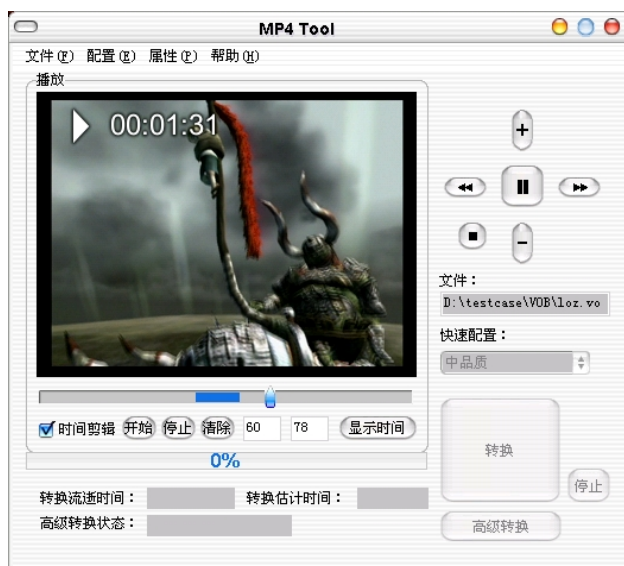 MP4 Tool
文件(F) 配置(E) 属性(P) 帮助(H)
播放
00:01:31
文件：
D:\testcase\VOB\loz.vo
快速配置：
中品质
时间剪辑 开始 停止 清除 60 78 显示时间
0%
转换
停止
转换流逝时间： 转换估计时间：
高级转换状态：
高级转换